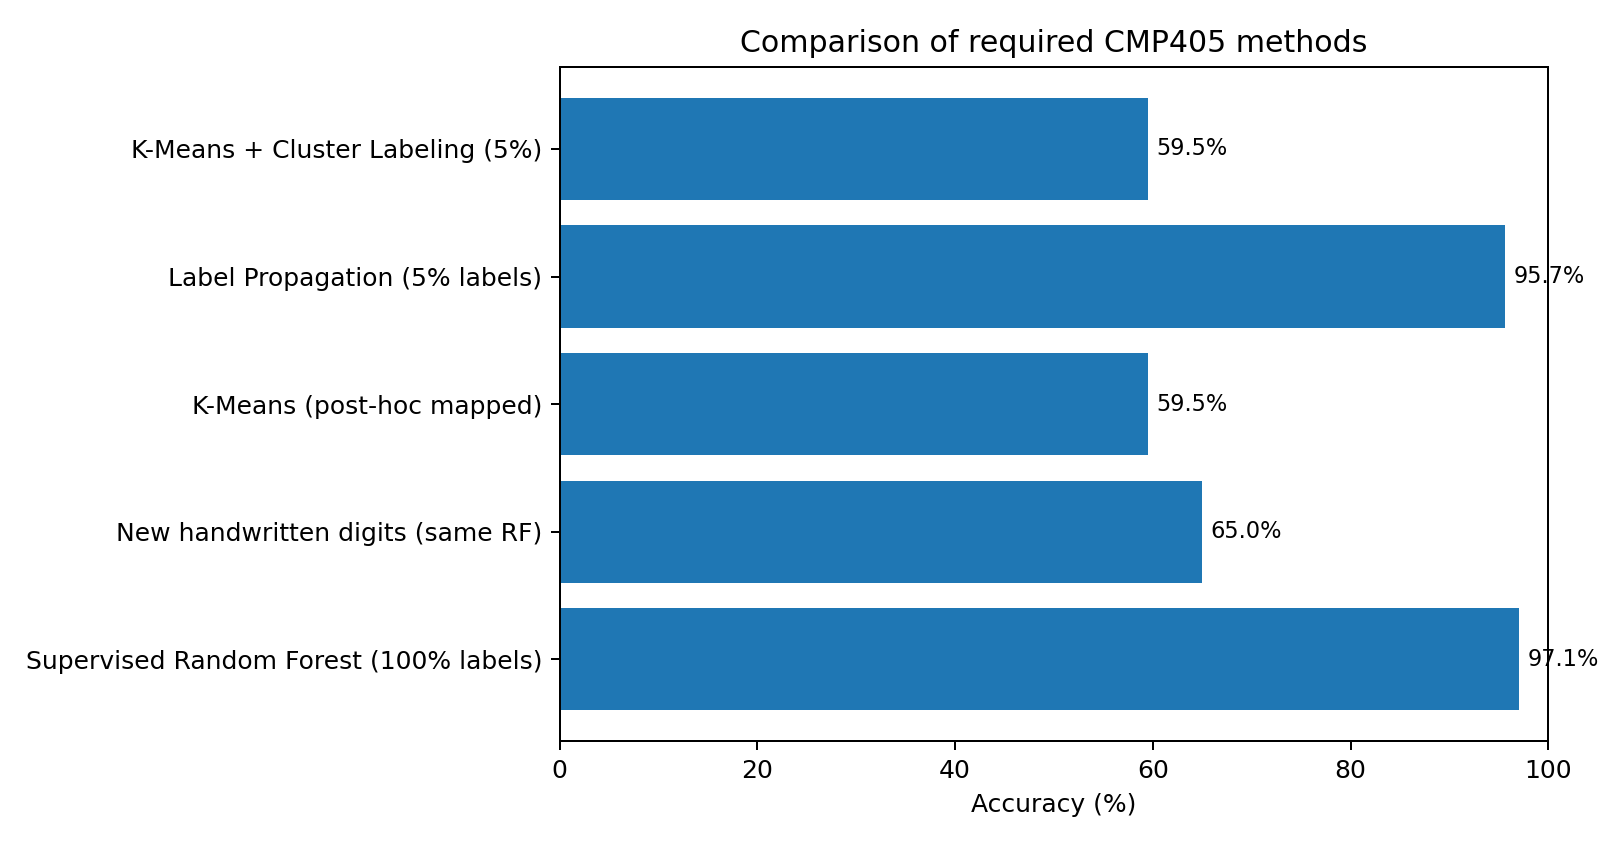 Comparison of required CMP405 methods
K-Means + Cluster Labeling (5%) 59.5%
Label Propagation (5% labels) 95.7%
K-Means (post-hoc mapped) 59.5%
New handwritten digits (same RF) 65.0%
Supervised Random Forest (100% labels) 97.1%
0 20 40 60 80 100
Accuracy (%)